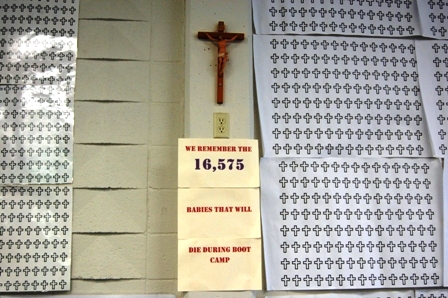 WE REMEMBER THE
16,575
BABIES THAT WILL
DIE DURING BOOT
CAMP